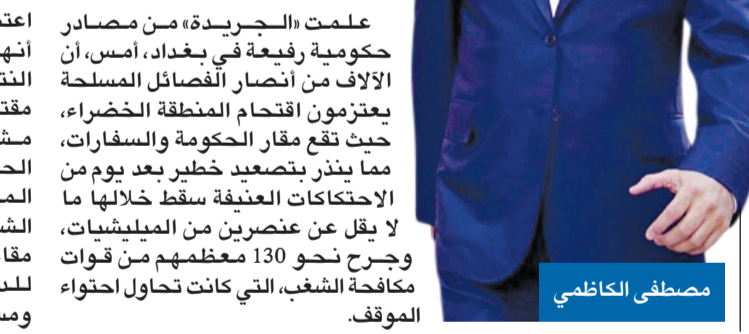 علمت «الجريدة» من مصادر
حكومية رفيعة في بغداد، أمس، أن
الآلاف من أنصار الفصائل المسلحة
يعتزمون اقتحام المنطقة الخضراء،
حيث تقع مقار الحكومة والسفارات،
مما ينذر بتصعيد خطير بعد يوم من
الاحتكاكات العنيفة سقط خلالها ما
لا يقل عن عنصرين من الميليشيات،
وجرح نحو 130 معظمهم من قوات
مكافحة الشغب، التي كانت تحاول احتواء
الموقف.
مصطفى الكاظمي